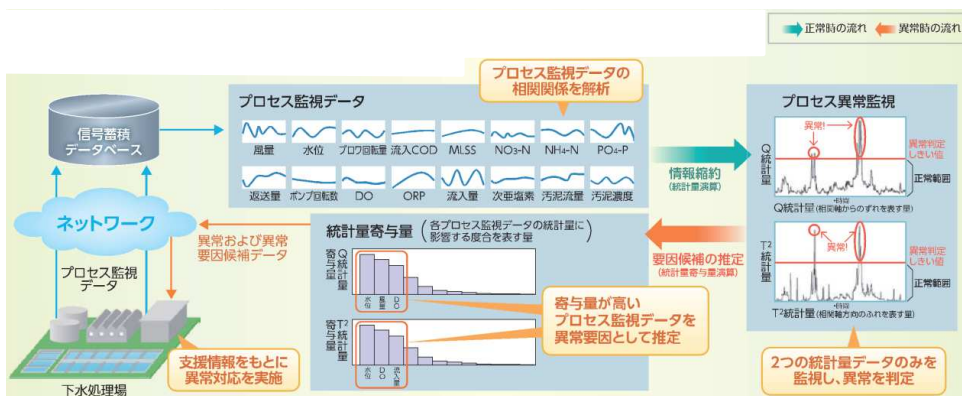 正常時の流れ 異常時の流れ
プロセス監視データの
相関関係を解析
プロセス監視データ
風量 水位 ブロワ回転量 流入COD MLSS NO3-N NH4-N PO4-P
返送量 ポンプ回転数 DO ORP 流入量 次亜塩素 汚泥流量 汚泥濃度
信号蓄積
データベース
ネットワーク
プロセス監視
データ
下水処理場
支援情報をもとに
異常対応を実施
異常および異常
要因候補データ
情報縮約
(統計量演算)
要因候補の推定
(統計量寄与量演算)
統計量寄与量
各プロセス監視データの統計量に
影響する度合を表す量
Q統計量
寄与量
水位
風量
DO
T²統計量
寄与量
水位
DO
流入量
寄与量が高い
プロセス監視データを
異常要因として推定
プロセス異常監視
Q統計量
異常!
異常判定
しきい値
正常範囲
時間
Q統計量(相関軸からのずれを表す量)
T²統計量
異常!
異常判定
しきい値
正常範囲
時間
T²統計量(相関軸方向のふれを表す量)
2つの統計量データのみを
監視し、異常を判定